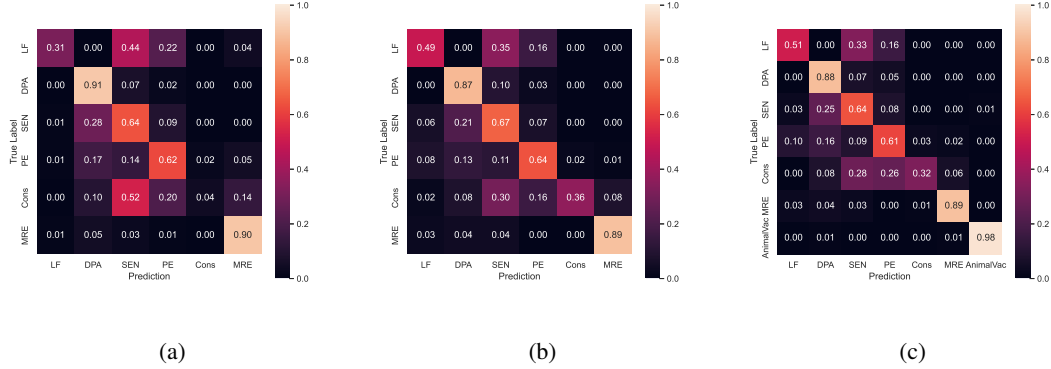 LF 0.31 0.00 0.44 0.22 0.00 0.04
DPA 0.00 0.91 0.07 0.02 0.00 0.00
SEN 0.01 0.28 0.64 0.09 0.00 0.00
PE 0.01 0.17 0.14 0.62 0.02 0.05
Cons 0.00 0.10 0.52 0.20 0.04 0.14
MRE 0.01 0.05 0.03 0.01 0.00 0.90
LF DPA SEN PE Cons MRE
Prediction
True Label
1.0
0.8
0.6
0.4
0.2
0.0
(a)
LF 0.49 0.00 0.35 0.16 0.00 0.00
DPA 0.00 0.87 0.10 0.03 0.00 0.00
SEN 0.06 0.21 0.67 0.07 0.00 0.00
PE 0.08 0.13 0.11 0.64 0.02 0.01
Cons 0.02 0.08 0.30 0.16 0.36 0.08
MRE 0.03 0.04 0.04 0.00 0.00 0.89
LF DPA SEN PE Cons MRE
Prediction
True Label
1.0
0.8
0.6
0.4
0.2
0.0
(b)
LF 0.51 0.00 0.33 0.16 0.00 0.00 0.00
DPA 0.00 0.88 0.07 0.05 0.00 0.00 0.00
SEN 0.03 0.25 0.64 0.08 0.00 0.00 0.01
PE 0.10 0.16 0.09 0.61 0.03 0.02 0.00
Cons 0.00 0.08 0.28 0.26 0.32 0.06 0.00
MRE 0.03 0.04 0.03 0.00 0.01 0.89 0.00
AnimalVac 0.00 0.01 0.00 0.00 0.00 0.01 0.98
LF DPA SEN PE Cons MRE AnimalVac
Prediction
True Label
1.0
0.8
0.6
0.4
0.2
0.0
(c)